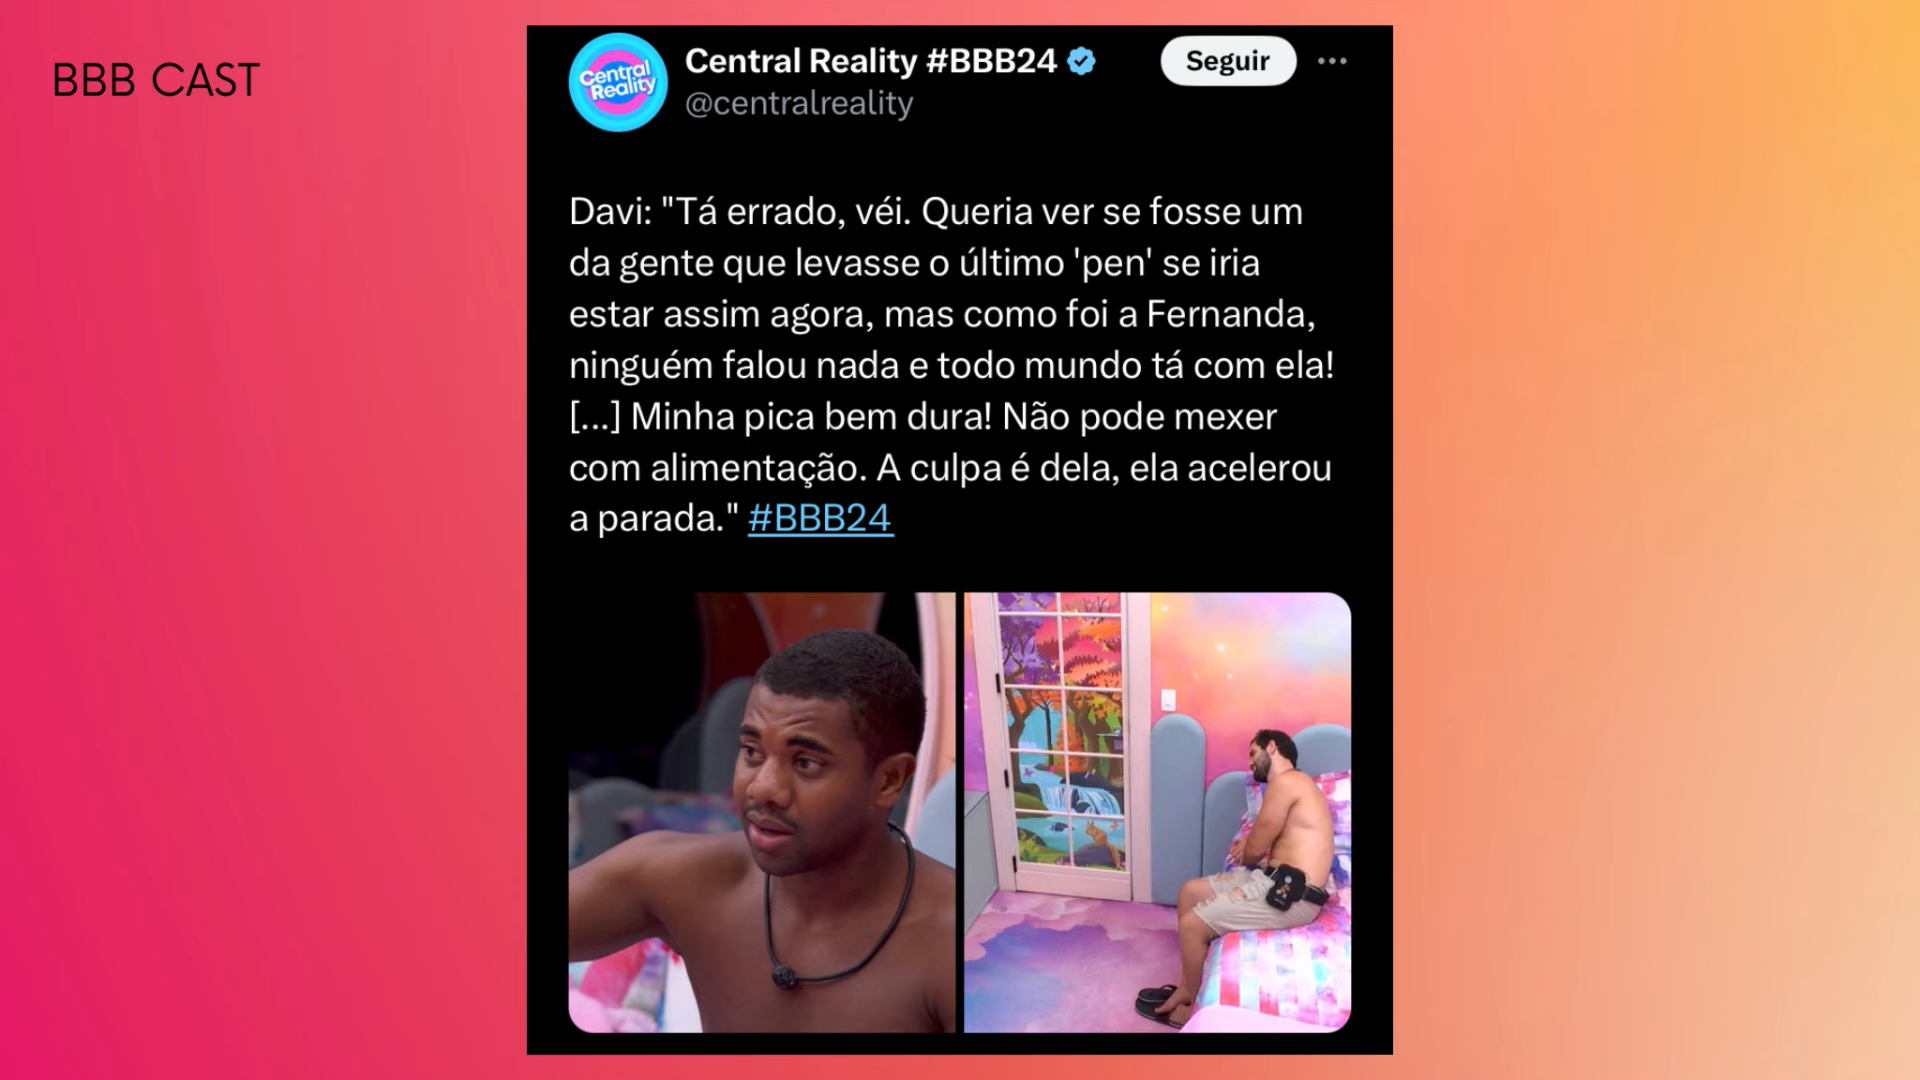 BBB CAST
Central Reality
Central Reality #BBB24
Seguir
@centralreality
Davi: "Tá errado, véi. Queria ver se fosse um
da gente que levasse o último 'pen' se iria
estar assim agora, mas como foi a Fernanda,
ninguém falou nada e todo mundo tá com ela!
[...] Minha pica bem dura! Não pode mexer
com alimentação. A culpa é dela, ela acelerou
a parada." #BBB24